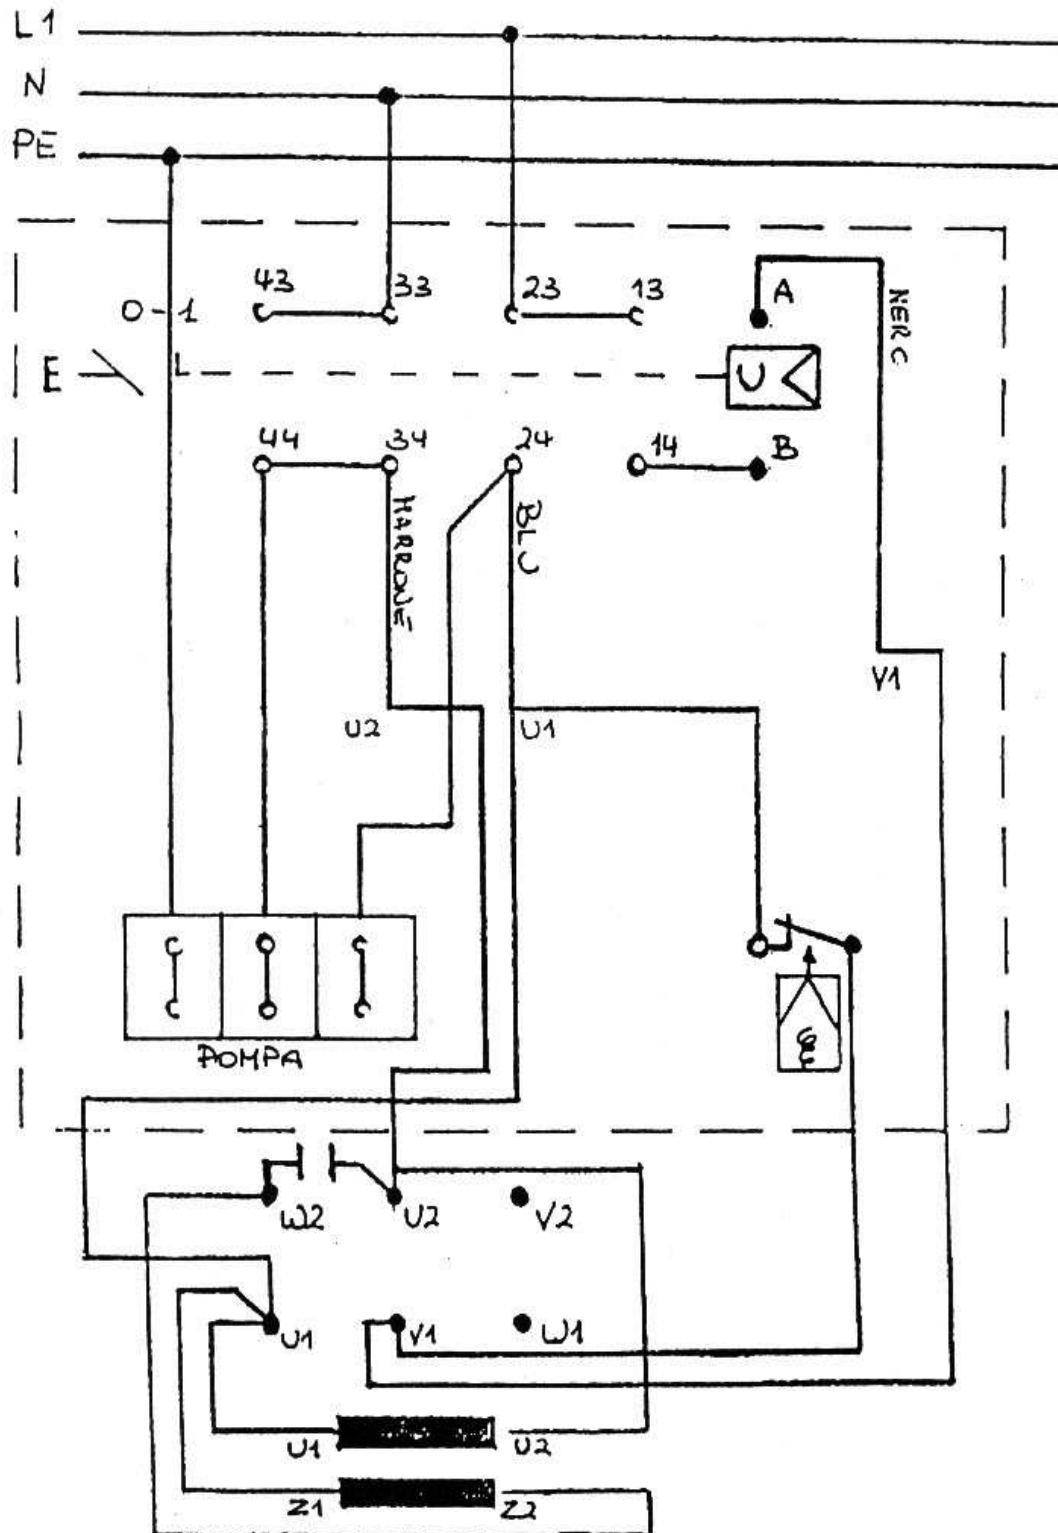 L1
N
PE
43 33 23 13 A
0-1
NERO
E U
44 34 24 14 B
MARRONE
BLU
V1
U2 U1
POMPA
W2 U2 V2
U1 V1 W1
U1 U2
Z1 Z2